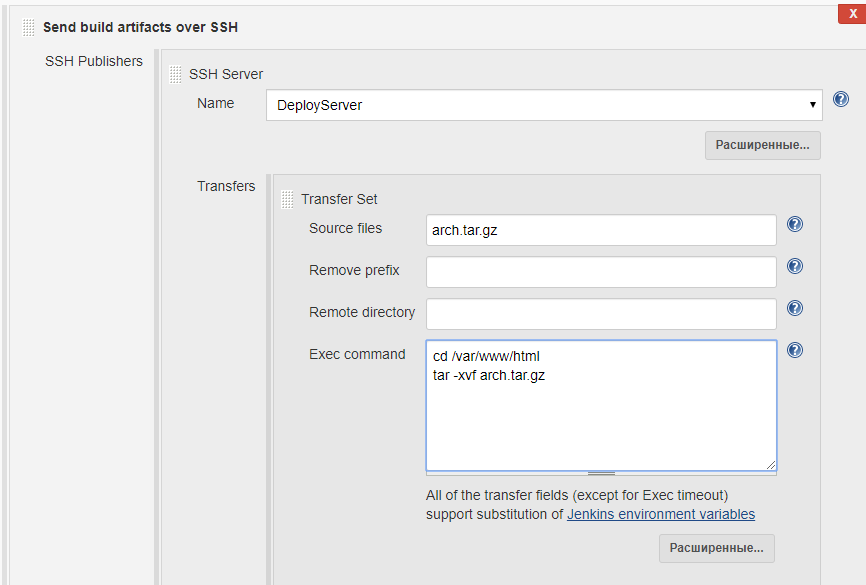 X
Send build artifacts over SSH
SSH Publishers
SSH Server
Name
DeployServer
?
Расширенные...
Transfers
Transfer Set
Source files
arch.tar.gz
?
Remove prefix
?
Remote directory
?
Exec command
cd /var/www/html
tar -xvf arch.tar.gz
?
All of the transfer fields (except for Exec timeout)
support substitution of Jenkins environment variables
Расширенные...